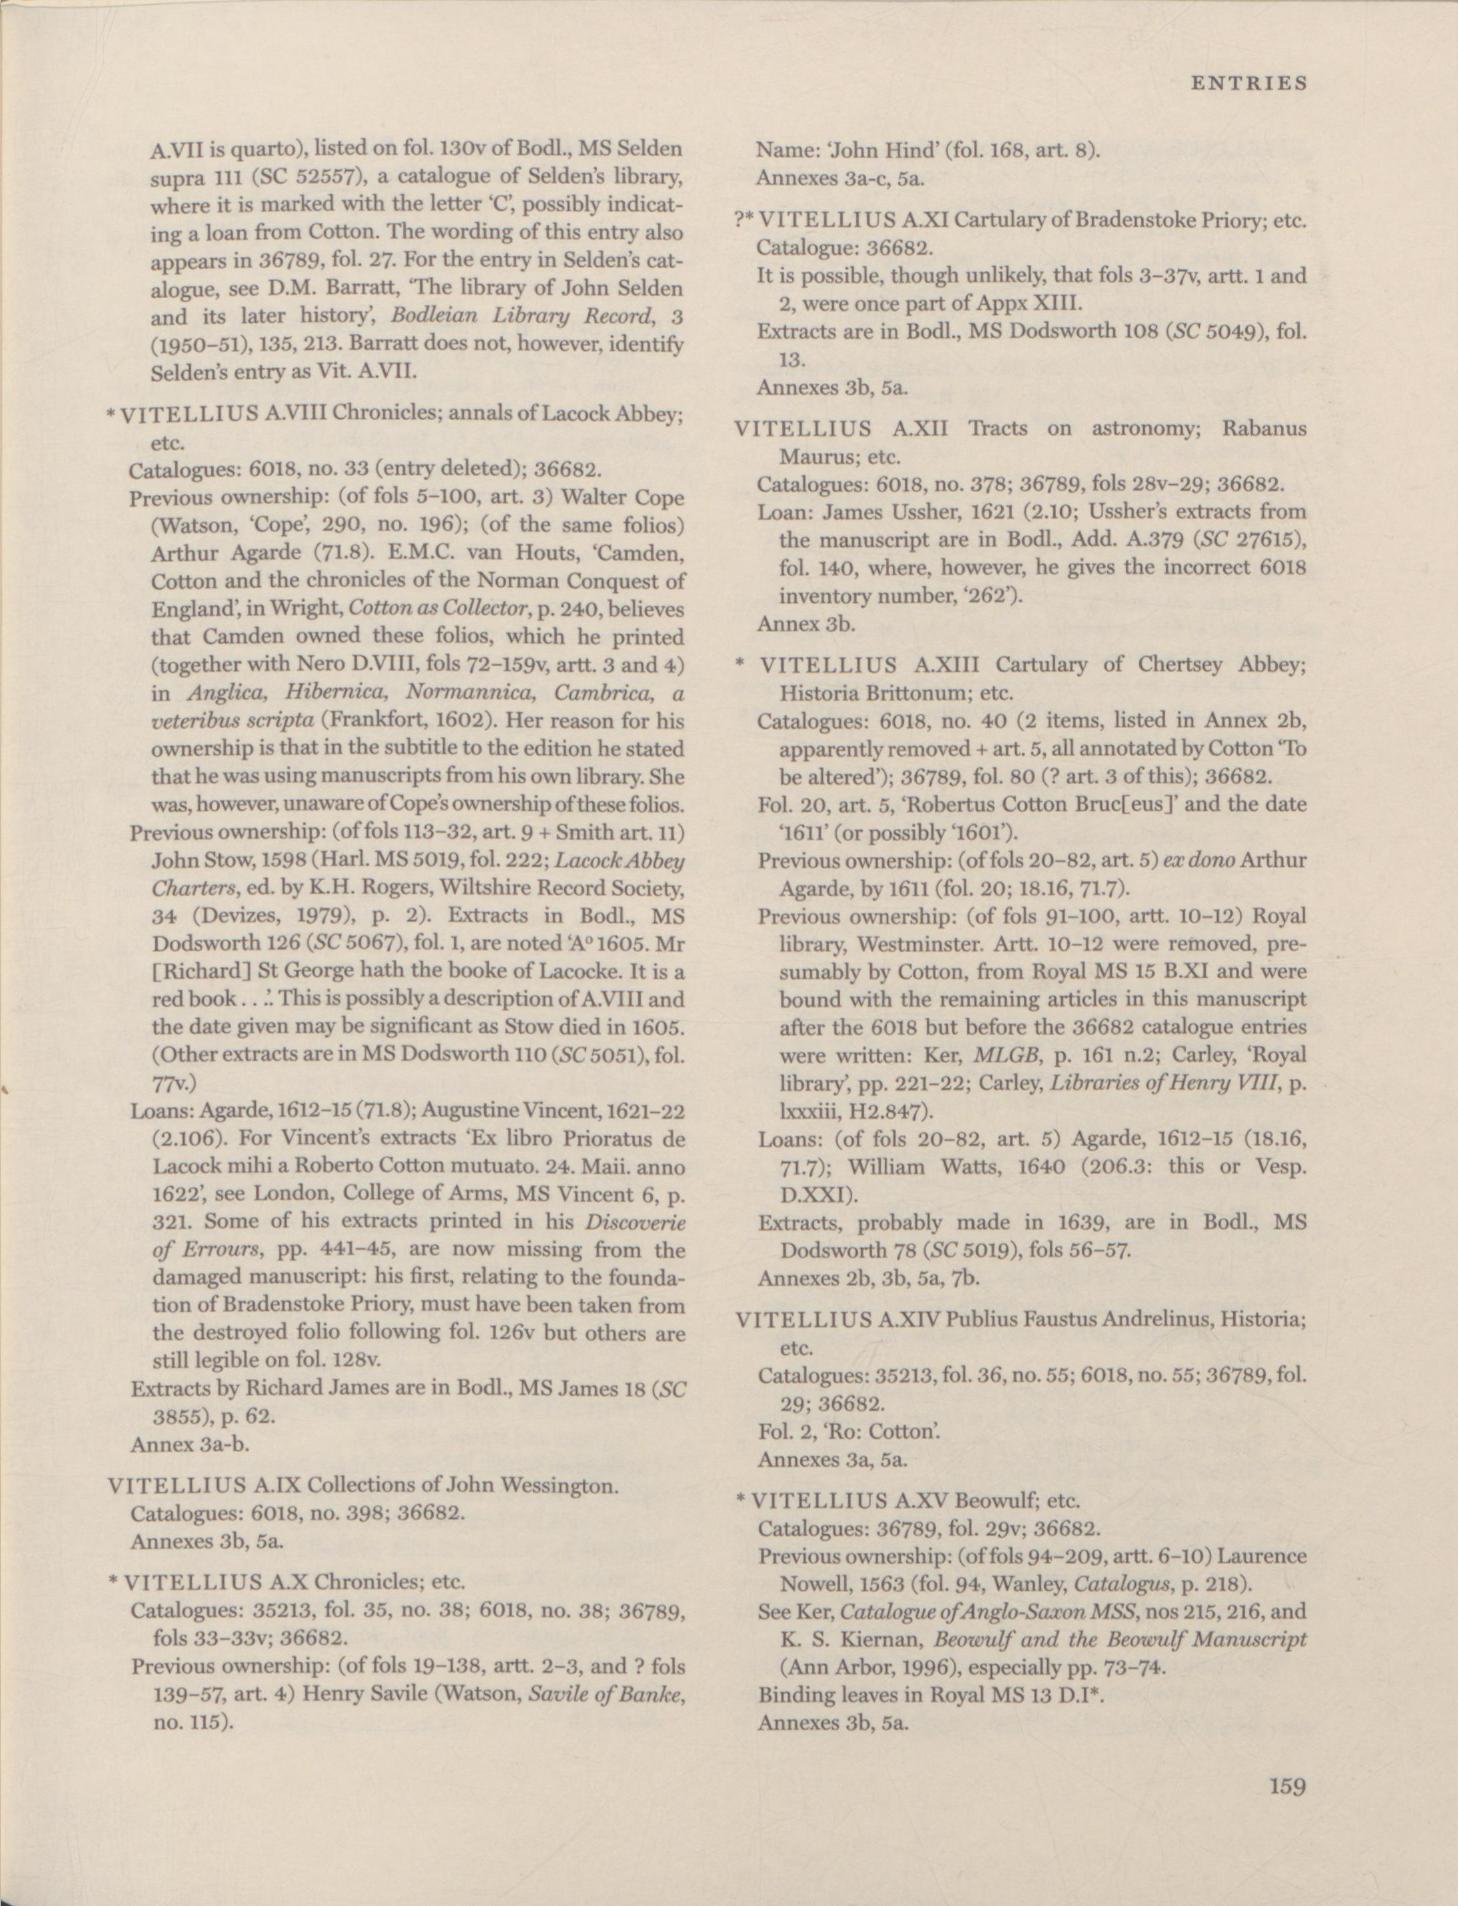 ENTRIES
A.VII is quarto), listed on fol. 130v of Bodl., MS Selden
supra 111 (SC 52557), a catalogue of Selden's library,
where it is marked with the letter 'C', possibly indicat-
ing a loan from Cotton. The wording of this entry also
appears in 36789, fol. 27. For the entry in Selden's cat-
alogue, see D.M. Barratt, 'The library of John Selden
and its later history', Bodleian Library Record, 3
(1950–51), 135, 213. Barratt does not, however, identify
Selden's entry as Vit. A.VII.
* VITELLIUS A.VIII Chronicles; annals of Lacock Abbey;
etc.
Catalogues: 6018, no. 33 (entry deleted); 36682.
Previous ownership: (of fols 5–100, art. 3) Walter Cope
(Watson, 'Cope', 290, no. 196); (of the same folios)
Arthur Agarde (71.8). E.M.C. van Houts, 'Camden,
Cotton and the chronicles of the Norman Conquest of
England', in Wright, Cotton as Collector, p. 240, believes
that Camden owned these folios, which he printed
(together with Nero D.VIII, fols 72–159v, artt. 3 and 4)
in Anglica, Hibernica, Normannica, Cambrica, a
veteribus scripta (Frankfort, 1602). Her reason for his
ownership is that in the subtitle to the edition he stated
that he was using manuscripts from his own library. She
was, however, unaware of Cope's ownership of these folios.
Previous ownership: (of fols 113–32, art. 9 + Smith art. 11)
John Stow, 1598 (Harl. MS 5019, fol. 222; Lacock Abbey
Charters, ed. by K.H. Rogers, Wiltshire Record Society,
34 (Devizes, 1979), p. 2). Extracts in Bodl., MS
Dodsworth 126 (SC 5067), fol. 1, are noted 'Aº 1605. Mr
[Richard] St George hath the booke of Lacocke. It is a
red book . . .'. This is possibly a description of A.VIII and
the date given may be significant as Stow died in 1605.
(Other extracts are in MS Dodsworth 110 (SC 5051), fol.
77v.)
Loans: Agarde, 1612–15 (71.8); Augustine Vincent, 1621–22
(2.106). For Vincent's extracts 'Ex libro Prioratus de
Lacock mihi a Roberto Cotton mutuato. 24. Maii. anno
1622', see London, College of Arms, MS Vincent 6, p.
321. Some of his extracts printed in his Discoverie
of Errours, pp. 441–45, are now missing from the
damaged manuscript: his first, relating to the founda-
tion of Bradenstoke Priory, must have been taken from
the destroyed folio following fol. 126v but others are
still legible on fol. 128v.
Extracts by Richard James are in Bodl., MS James 18 (SC
3855), p. 62.
Annex 3a-b.
VITELLIUS A.IX Collections of John Wessington.
Catalogues: 6018, no. 398; 36682.
Annexes 3b, 5a.
* VITELLIUS A.X Chronicles; etc.
Catalogues: 35213, fol. 35, no. 38; 6018, no. 38; 36789,
fols 33–33v; 36682.
Previous ownership: (of fols 19–138, artt. 2–3, and ? fols
139–57, art. 4) Henry Savile (Watson, Savile of Banke,
no. 115).
Name: 'John Hind' (fol. 168, art. 8).
Annexes 3a-c, 5a.
?* VITELLIUS A.XI Cartulary of Bradenstoke Priory; etc.
Catalogue: 36682.
It is possible, though unlikely, that fols 3–37v, artt. 1 and
2, were once part of Appx XIII.
Extracts are in Bodl., MS Dodsworth 108 (SC 5049), fol.
13.
Annexes 3b, 5a.
VITELLIUS A.XII Tracts on astronomy; Rabanus
Maurus; etc.
Catalogues: 6018, no. 378; 36789, fols 28v–29; 36682.
Loan: James Ussher, 1621 (2.10; Ussher's extracts from
the manuscript are in Bodl., Add. A.379 (SC 27615),
fol. 140, where, however, he gives the incorrect 6018
inventory number, '262').
Annex 3b.
* VITELLIUS A.XIII Cartulary of Chertsey Abbey;
Historia Brittonum; etc.
Catalogues: 6018, no. 40 (2 items, listed in Annex 2b,
apparently removed + art. 5, all annotated by Cotton 'To
be altered'); 36789, fol. 80 (? art. 3 of this); 36682.
Fol. 20, art. 5, 'Robertus Cotton Bruc[eus]' and the date
'1611' (or possibly '1601').
Previous ownership: (of fols 20–82, art. 5) ex dono Arthur
Agarde, by 1611 (fol. 20; 18.16, 71.7).
Previous ownership: (of fols 91–100, artt. 10–12) Royal
library, Westminster. Artt. 10–12 were removed, pre-
sumably by Cotton, from Royal MS 15 B.XI and were
bound with the remaining articles in this manuscript
after the 6018 but before the 36682 catalogue entries
were written: Ker, MLGB, p. 161 n.2; Carley, 'Royal
library', pp. 221–22; Carley, Libraries of Henry VIII, p.
lxxxiii, H2.847).
Loans: (of fols 20–82, art. 5) Agarde, 1612–15 (18.16,
71.7); William Watts, 1640 (206.3: this or Vesp.
D.XXI).
Extracts, probably made in 1639, are in Bodl., MS
Dodsworth 78 (SC 5019), fols 56–57.
Annexes 2b, 3b, 5a, 7b.
VITELLIUS A.XIV Publius Faustus Andrelinus, Historia;
etc.
Catalogues: 35213, fol. 36, no. 55; 6018, no. 55; 36789, fol.
29; 36682.
Fol. 2, 'Ro: Cotton'.
Annexes 3a, 5a.
* VITELLIUS A.XV Beowulf; etc.
Catalogues: 36789, fol. 29v; 36682.
Previous ownership: (of fols 94–209, artt. 6–10) Laurence
Nowell, 1563 (fol. 94, Wanley, Catalogus, p. 218).
See Ker, Catalogue of Anglo-Saxon MSS, nos 215, 216, and
K. S. Kiernan, Beowulf and the Beowulf Manuscript
(Ann Arbor, 1996), especially pp. 73–74.
Binding leaves in Royal MS 13 D.I*.
Annexes 3b, 5a.
159